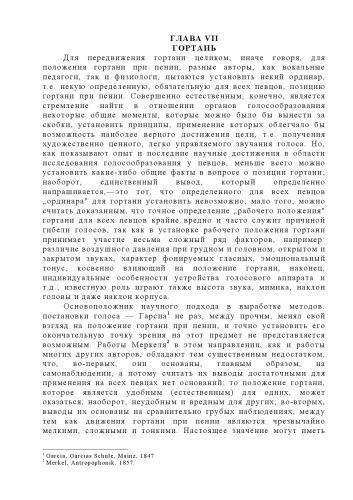 ГЛАВА VII
ГОРТАНЬ
Для передвижения гортани целиком, иначе говоря, для
положения гортани при пении, разные авторы, как вокальные
педагоги, так и физиологи, пытаются установить некий ординар,
т.е. некую определенную, обязательную для всех певцов, позицию
гортани при пении. Совершенно естественным, конечно, является
стремление найти в отношении органов голосообразования
некоторые общие моменты, которые можно было бы вынести за
скобки, установить принципы, применение которых облегчало бы
возможность наиболее верного достижения цели, т.е. получения
художественно ценного, легко управляемого звучания голоса. Но,
как показывают опыт и последние научные достижения в области
исследования голосообразования у певцов, меньше всего можно
установить какие-либо общие факты в вопросе о позиции гортани;
наоборот, единственный вывод, который определенно
напрашивается,—это тот, что определенного для всех певцов
„ординара" для гортани установить невозможно; мало того, можно
считать доказанным, что точное определение „рабочего положения"
гортани для всех певцов крайне вредно и часто служит причиной
гибели голосов, так как в установке рабочего положения гортани
принимает участие весьма сложный ряд факторов, например:
различие воздушного давления при грудном и головном, открытом и
закрытом звуках, характер фонируемых гласных, эмоциональный
тонус, косвенно влияющий на положение гортани, наконец,
индивидуальные особенности устройства голосового аппарата и
т.д.; известную роль играют также высота звука, мимика, наклон
головы и даже наклон корпуса.
Основоположник научного подхода в выработке методов.
постановки голоса — Гарсиа¹ не раз, между прочим, менял свой
взгляд на положение гортани при пении, и точно установить его
окончательную точку зрения на этот предмет не представляется
возможным. Работы Меркеля² в этом направлении, как и работы
многих других авторов, обладают тем существенным недостатком,
что, во-первых, они основаны, главным образом, на
самонаблюдении, а потому считать их выводы достаточными для
применения на всех певцах нет оснований; то положение гортани,
которое является удобным (естественным) для одних, может
оказаться, наоборот, неудобным и вредным для других; во-вторых,
выводы их основаны на сравнительно грубых наблюдениях, между
тем как движения гортани при пении являются чрезвычайно
мелкими, сложными и тонкими. Настоящее значение могут иметь
¹ Garcia, Garcias Schule, Mainz, 1847
² Merkel, Antropophonik. 1857.